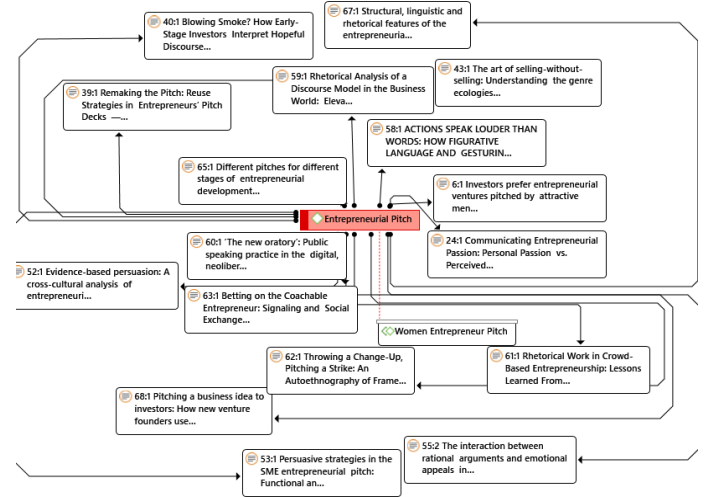 67:1 Structural, linguistic and
rhetorical features of the
entrepreneuria...
40:1 Blowing Smoke? How Early-
Stage Investors Interpret Hopeful
Discourse...
43:1 The art of selling-without-
selling: Understanding the genre
ecologies...
59:1 Rhetorical Analysis of a
Discourse Model in the Business
World: Eleva...
39:1 Remaking the Pitch: Reuse
Strategies in Entrepreneurs' Pitch
Decks —...
58:1 ACTIONS SPEAK LOUDER THAN
WORDS: HOW FIGURATIVE
LANGUAGE AND GESTURIN...
65:1 Different pitches for different
stages of entrepreneurial
development...
6:1 Investors prefer entrepreneurial
ventures pitched by attractive
men...
Entrepreneurial Pitch
60:1 'The new oratory': Public
speaking practice in the digital,
neoliber...
24:1 Communicating Entrepreneurial
Passion: Personal Passion vs.
Perceived...
52:1 Evidence-based persuasion: A
cross-cultural analysis of
entrepreneuri...
63:1 Betting on the Coachable
Entrepreneur: Signaling and Social
Exchange...
Women Entrepreneur Pitch
62:1 Throwing a Change-Up,
Pitching a Strike: An
Autoethnography of Frame...
61:1 Rhetorical Work in Crowd-
Based Entrepreneurship: Lessons
Learned From...
68:1 Pitching a business idea to
investors: How new venture
founders use...
55:2 The interaction between
rational arguments and emotional
appeals in...
53:1 Persuasive strategies in the
SME entrepreneurial pitch:
Functional an...